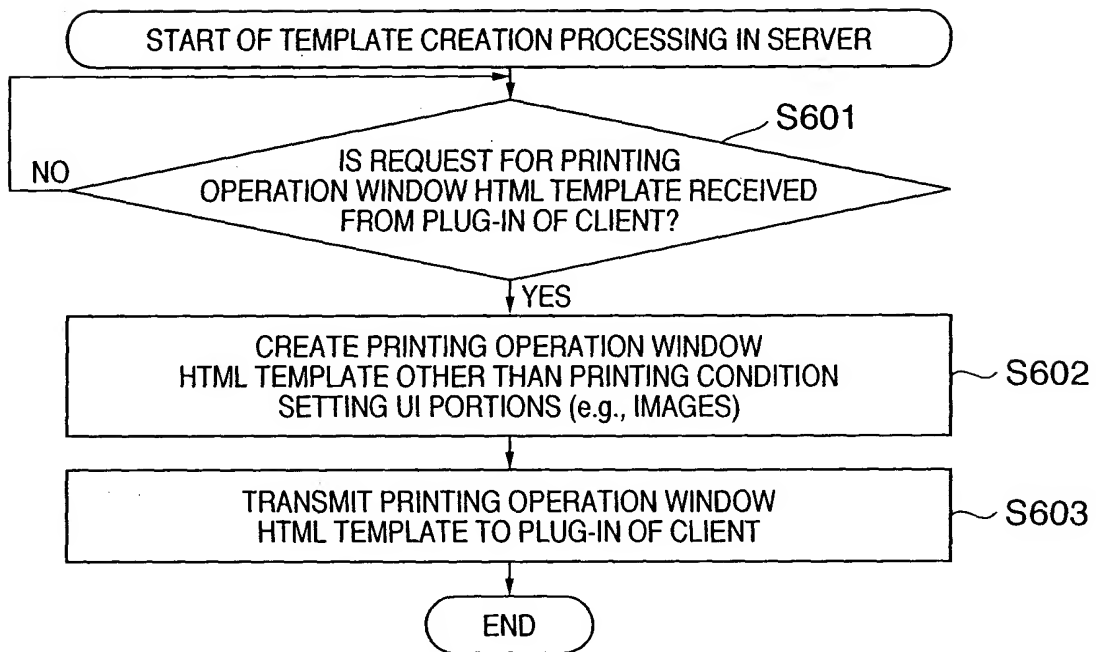 START OF TEMPLATE CREATION PROCESSING IN SERVER
S601
NO
IS REQUEST FOR PRINTING
OPERATION WINDOW HTML TEMPLATE RECEIVED
FROM PLUG-IN OF CLIENT?
YES
CREATE PRINTING OPERATION WINDOW
HTML TEMPLATE OTHER THAN PRINTING CONDITION
SETTING UI PORTIONS (e.g., IMAGES)
S602
TRANSMIT PRINTING OPERATION WINDOW
HTML TEMPLATE TO PLUG-IN OF CLIENT
S603
END